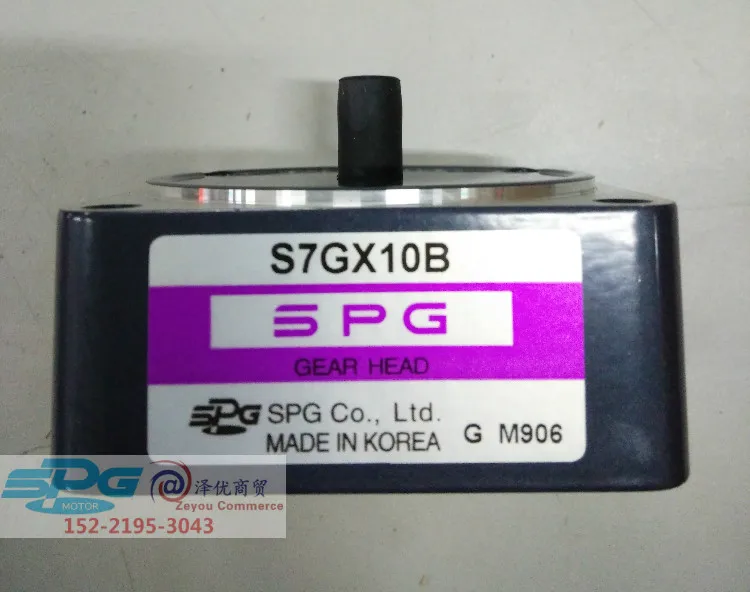 S7GX10B
SPG
GEAR HEAD
SPG SPG Co., Ltd.
MADE IN KOREA G M906
SPG @ 泽优商贸
MOTOR Zeyou Commerce
152-2195-3043